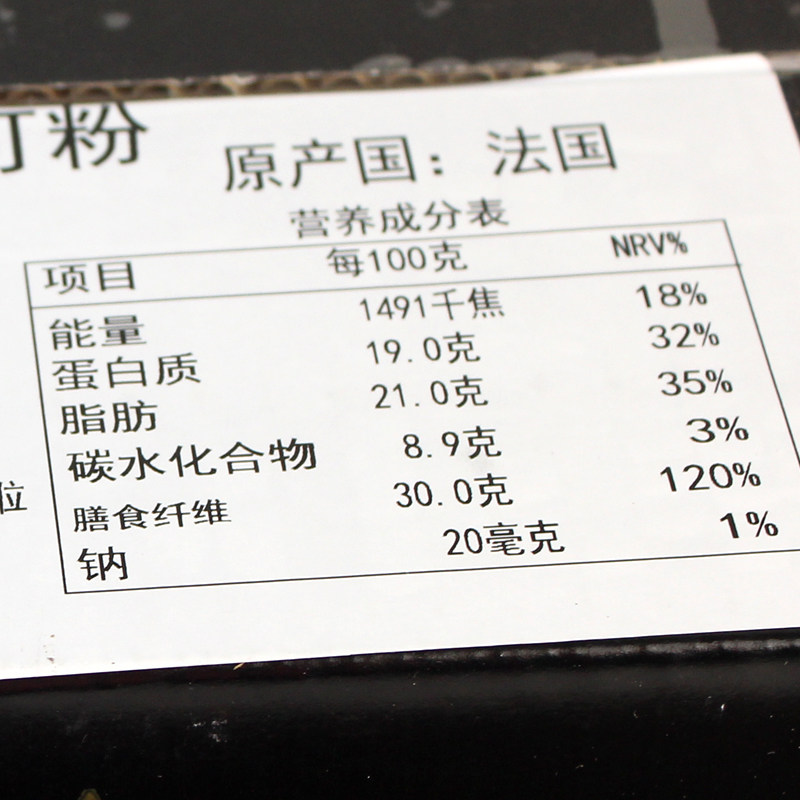 粉
原产国：法国
营养成分表
项目 每100克 NRV%
能量 1491千焦 18%
蛋白质 19.0克 32%
脂肪 21.0克 35%
碳水化合物 8.9克 3%
膳食纤维 30.0克 120%
钠 20毫克 1%
位